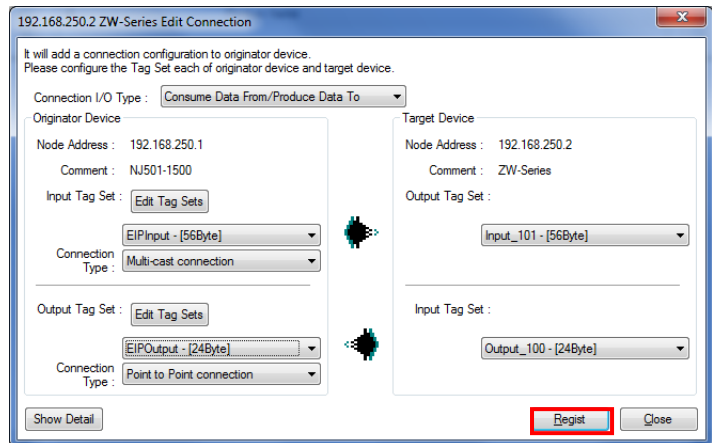 192.168.250.2 ZW-Series Edit Connection
It will add a connection configuration to originator device.
Please configure the Tag Set each of originator device and target device.
Connection I/O Type : Consume Data From/Produce Data To
Originator Device
Node Address : 192.168.250.1
Comment : NJ501-1500
Input Tag Set : Edit Tag Sets
EIPInput - [56Byte]
Connection Type : Multi-cast connection
Output Tag Set : Edit Tag Sets
EIPOutput - [24Byte]
Connection Type : Point to Point connection
Target Device
Node Address : 192.168.250.2
Comment : ZW-Series
Output Tag Set :
Input_101 - [56Byte]
Input Tag Set :
Output_100 - [24Byte]
Show Detail
Regist
Close